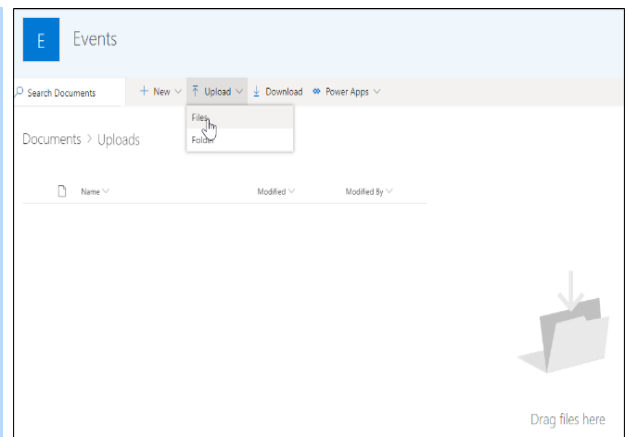 E Events
Search Documents + New Upload Download Power Apps
Files
Documents > Uploads
Folder
Name Modified Modified By
Drag files here